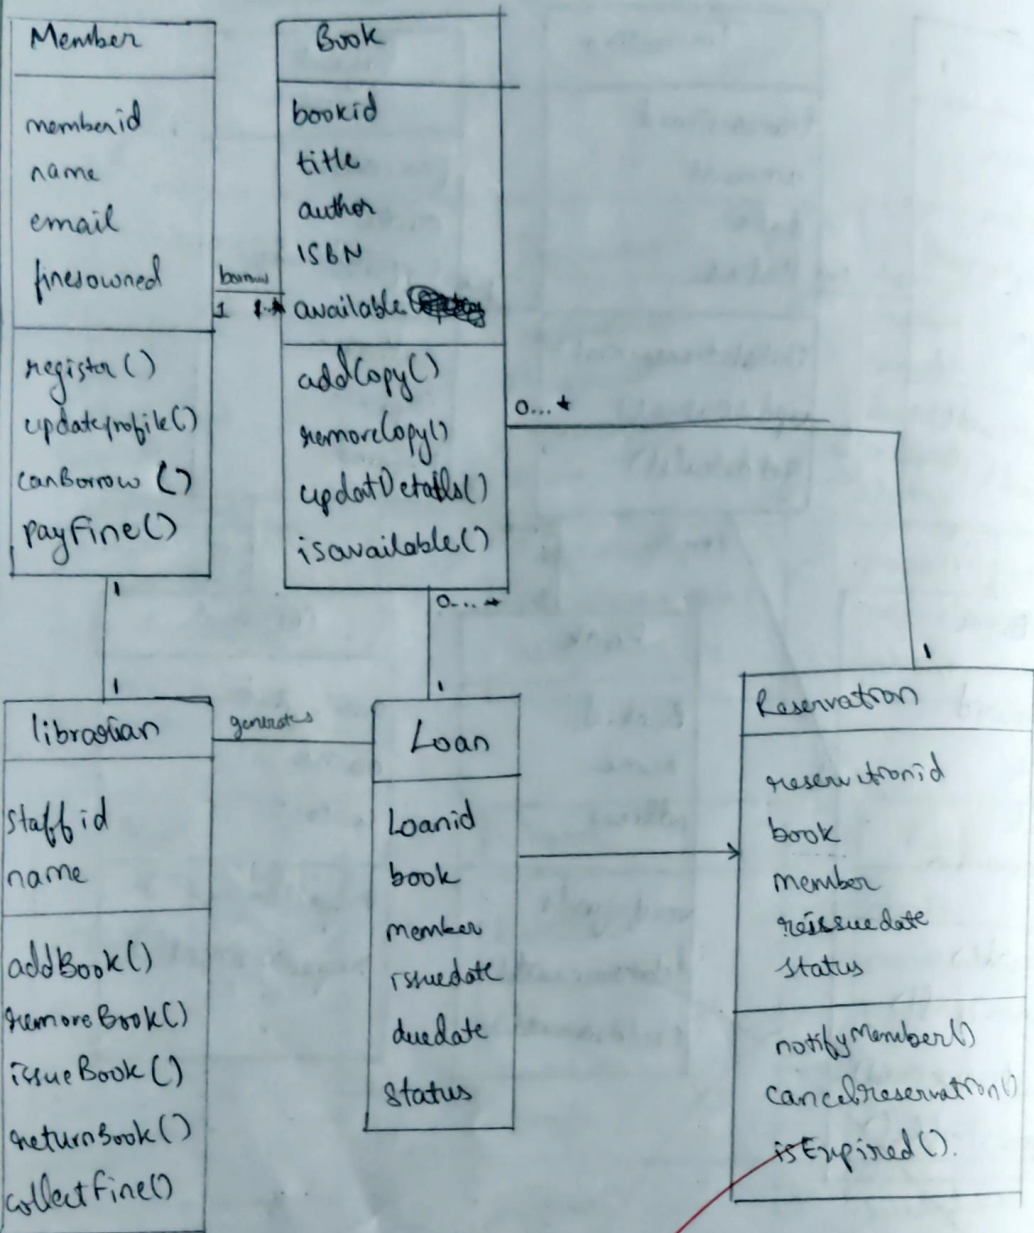 Member
memberid
name
email
finesowned
register()
updateprofile()
canBorrow ()
payFine()
borrow
1 1..*
Book
bookid
title
author
ISBN
available
addCopy()
removeCopy()
updatDetails()
isavailable()
0...*
1
1
1
0...*
1
librarian
staffid
name
addBook()
removeBook()
issueBook()
returnBook()
collectFine()
generates
Loan
Loanid
book
member
issuedate
duedate
status
Reservation
reservationid
book
member
reissuedate
status
notifyMember()
cancelreservation()
isExpired().